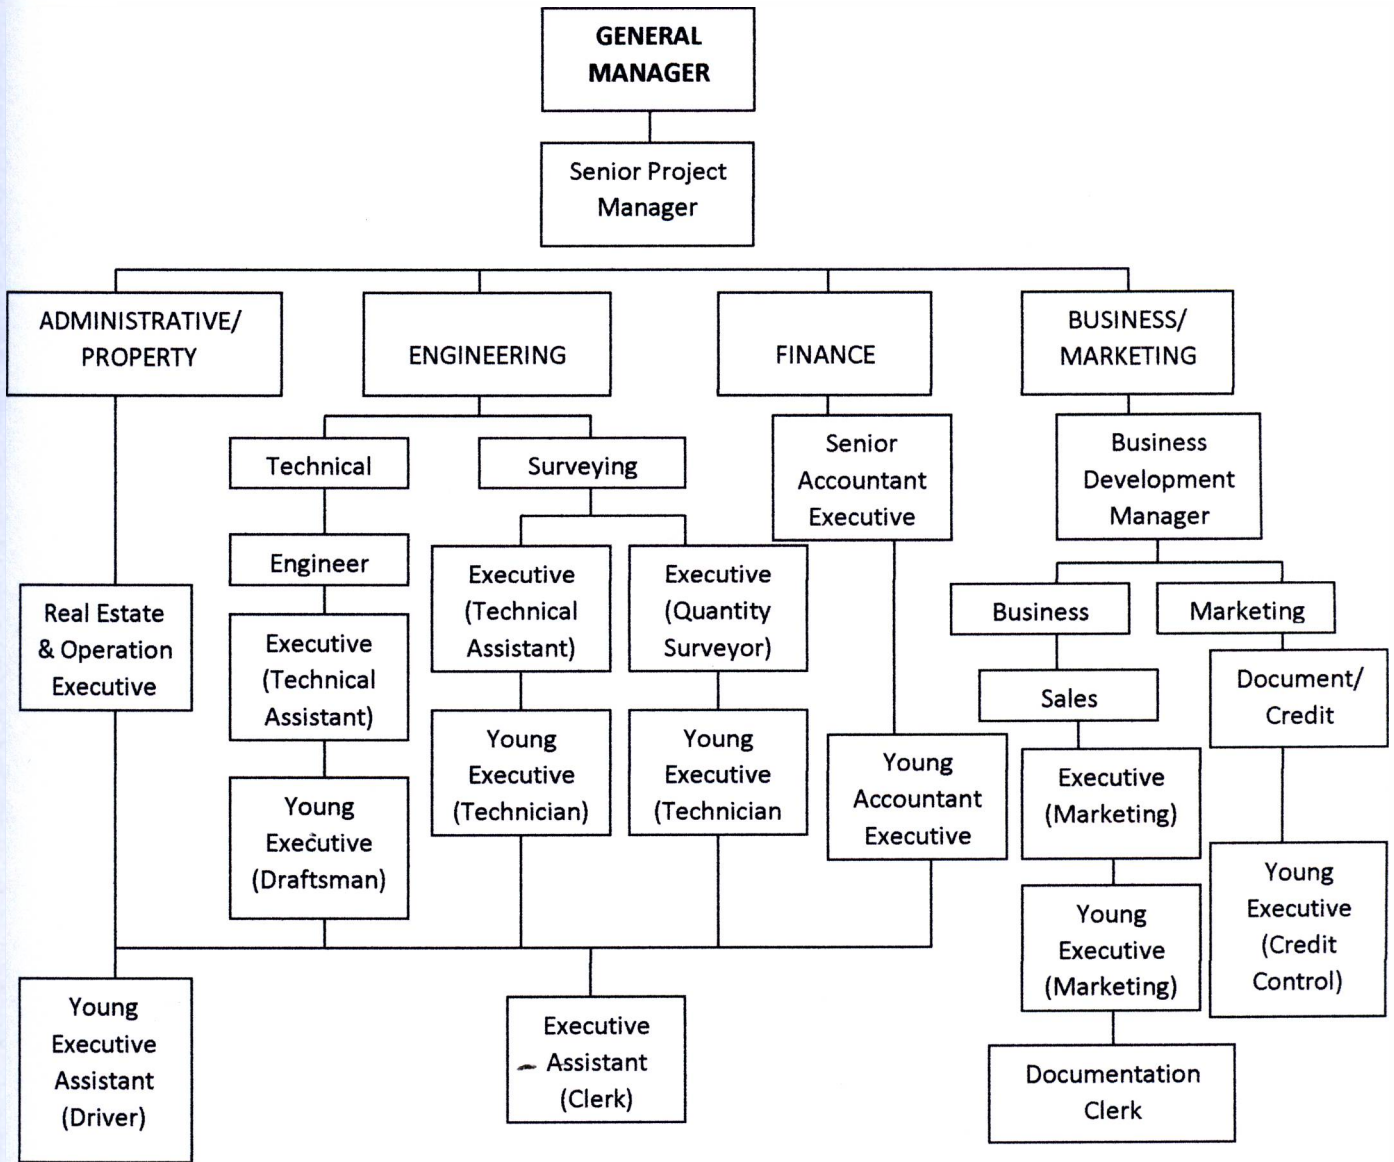 GENERAL
MANAGER
Senior Project
Manager
ADMINISTRATIVE/
PROPERTY
ENGINEERING
FINANCE
BUSINESS/
MARKETING
Technical
Surveying
Senior
Accountant
Executive
Business
Development
Manager
Engineer
Executive
(Technical
Assistant)
Executive
(Quantity
Surveyor)
Business
Marketing
Real Estate
& Operation
Executive
Executive
(Technical
Assistant)
Sales
Document/
Credit
Young
Executive
(Technician)
Young
Executive
(Technician
Young
Accountant
Executive
Executive
(Marketing)
Young
Executive
(Draftsman)
Young
Executive
(Marketing)
Young
Executive
(Credit
Control)
Young
Executive
Assistant
(Driver)
Executive
Assistant
(Clerk)
Documentation
Clerk